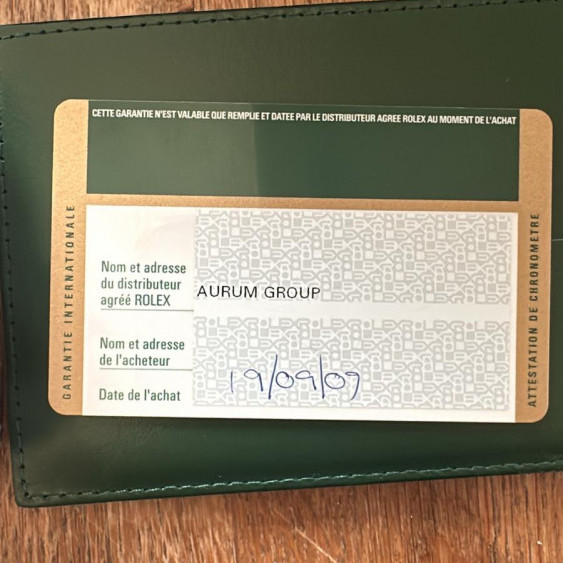 CETTE GARANTIE N'EST VALABLE QUE REMPLIE ET DATEE PAR LE DISTRIBUTEUR AGREE ROLEX AU MOMENT DE L'ACHAT
GARANTIE INTERNATIONALE
Nom et adresse
du distributeur
agréé ROLEX
AURUM GROUP
Nom et adresse
de l'acheteur
Date de l'achat
19/09/09
ATTESTATION DE CHRONOMETRE